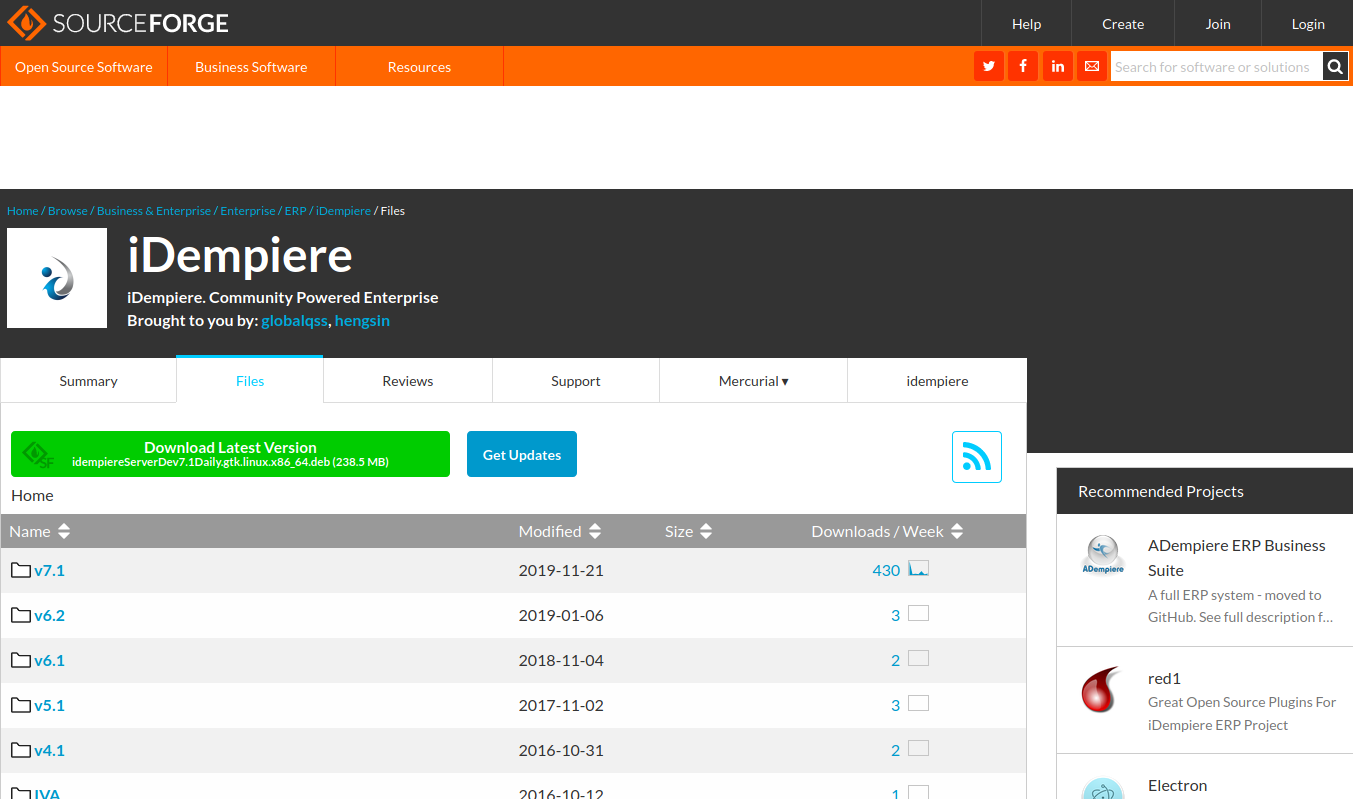 SOURCEFORGE
Help
Create
Join
Login
Open Source Software
Business Software
Resources
Search for software or solutions
Home / Browse / Business & Enterprise / Enterprise / ERP / iDempiere / Files
iDempiere
iDempiere. Community Powered Enterprise
Brought to you by: globalqss, hengsin
Summary
Files
Reviews
Support
Mercurial ▾
idempiere
Download Latest Version
idempiereServerDev7.1Daily.gtk.linux.x86_64.deb (238.5 MB)
Get Updates
Home
Name Modified Size Downloads / Week
v7.1 2019-11-21 430
v6.2 2019-01-06 3
v6.1 2018-11-04 2
v5.1 2017-11-02 3
v4.1 2016-10-31 2
IVA 2016-10-12 1
Recommended Projects
ADempiere
ADempiere ERP Business
Suite
A full ERP system - moved to
GitHub. See full description f…
red1
Great Open Source Plugins For
iDempiere ERP Project
Electron